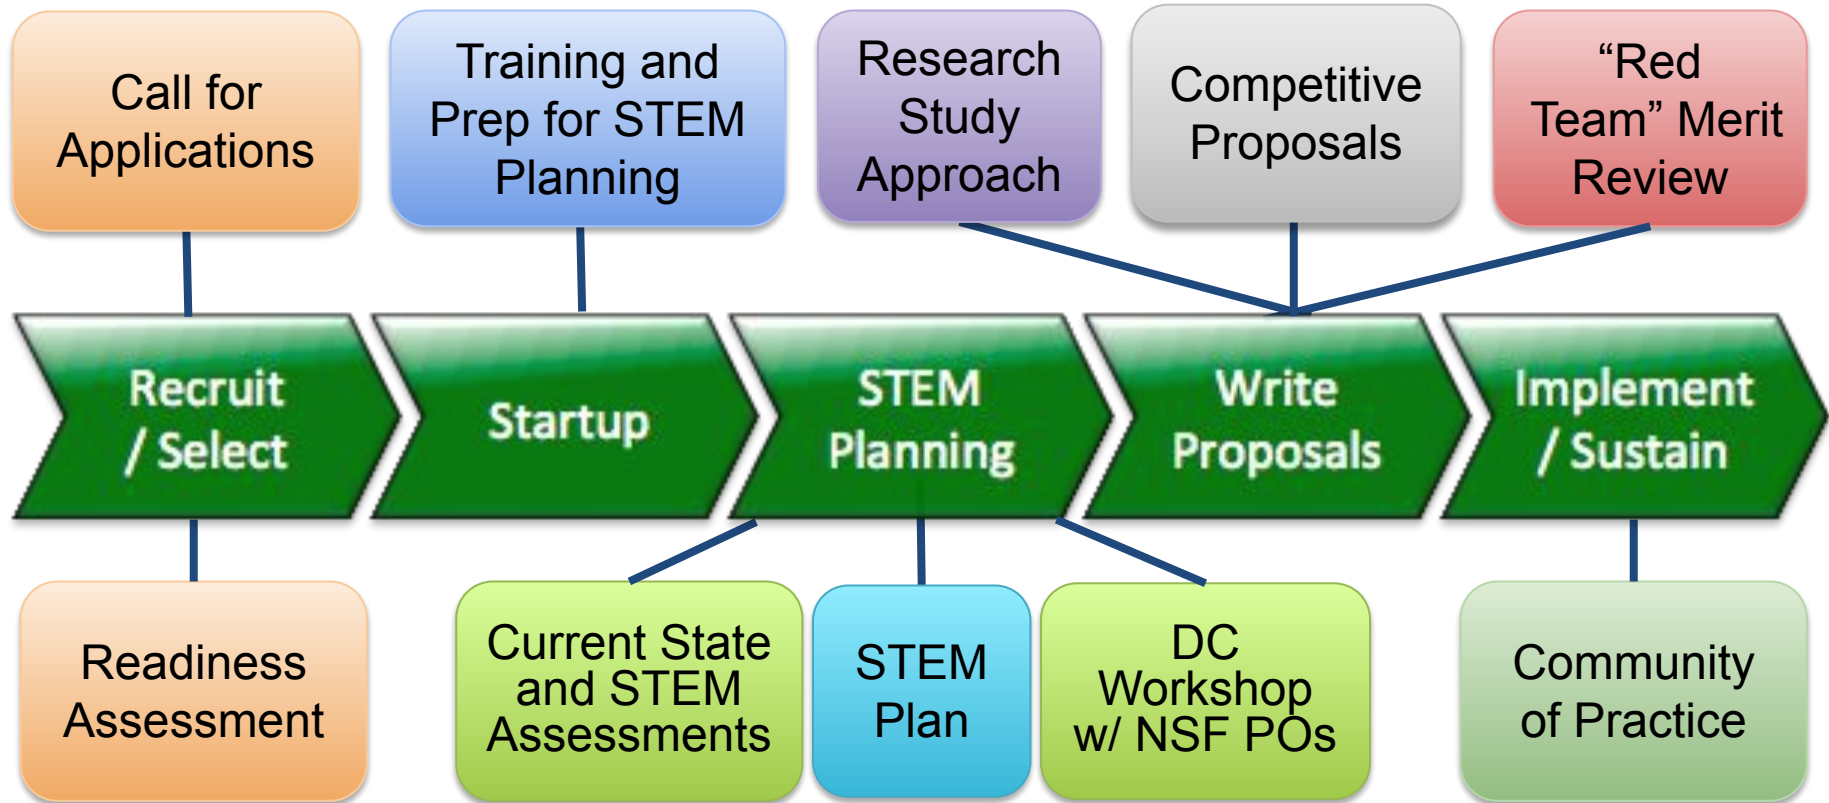 Call for
Applications
Training and
Prep for STEM
Planning
Research
Study
Approach
Competitive
Proposals
“Red
Team” Merit
Review
Recruit
/ Select
Startup
STEM
Planning
Write
Proposals
Implement
/ Sustain
Readiness
Assessment
Current State
and STEM
Assessments
STEM
Plan
DC
Workshop
w/ NSF POs
Community
of Practice